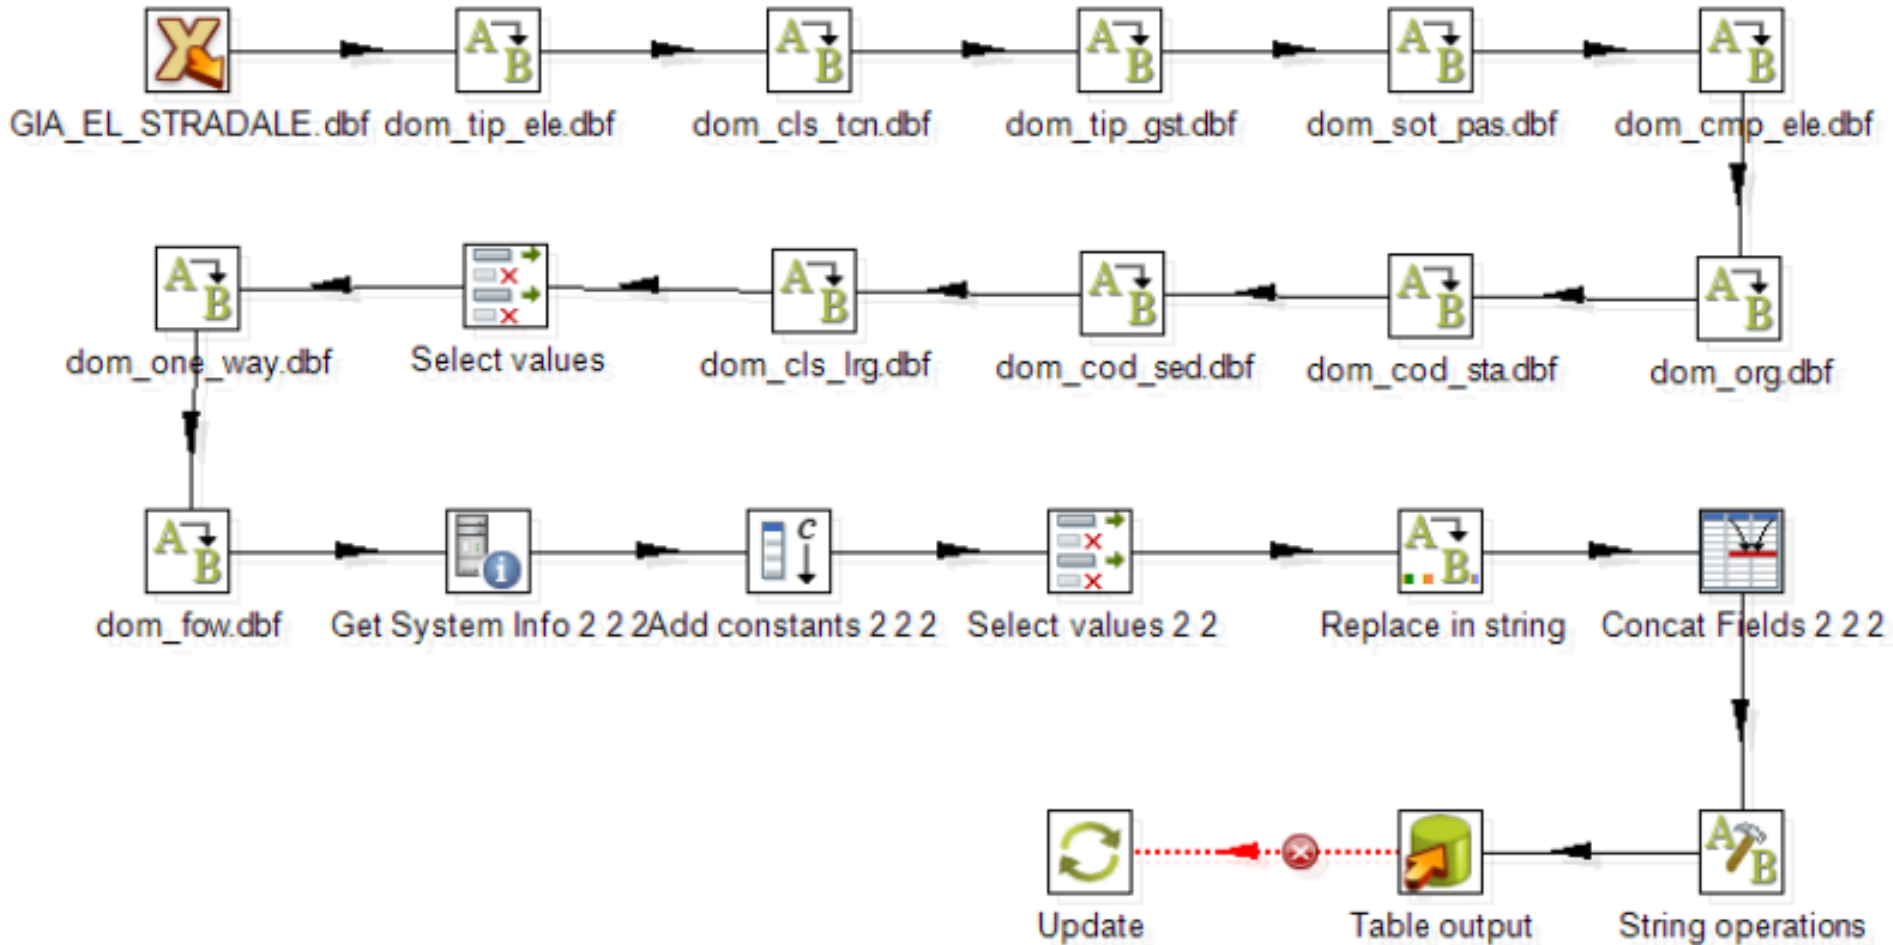 GIA_EL_STRADALE.dbf dom_tip_ele.dbf dom_cls_tcn.dbf dom_tip_gst.dbf dom_sot_pas.dbf dom_cmp_ele.dbf
dom_one_way.dbf Select values dom_cls_lrg.dbf dom_cod_sed.dbf dom_cod_sta.dbf dom_org.dbf
dom_fow.dbf Get System Info 2 2 2 Add constants 2 2 2 Select values 2 2 Replace in string Concat Fields 2 2 2
Update Table output String operations